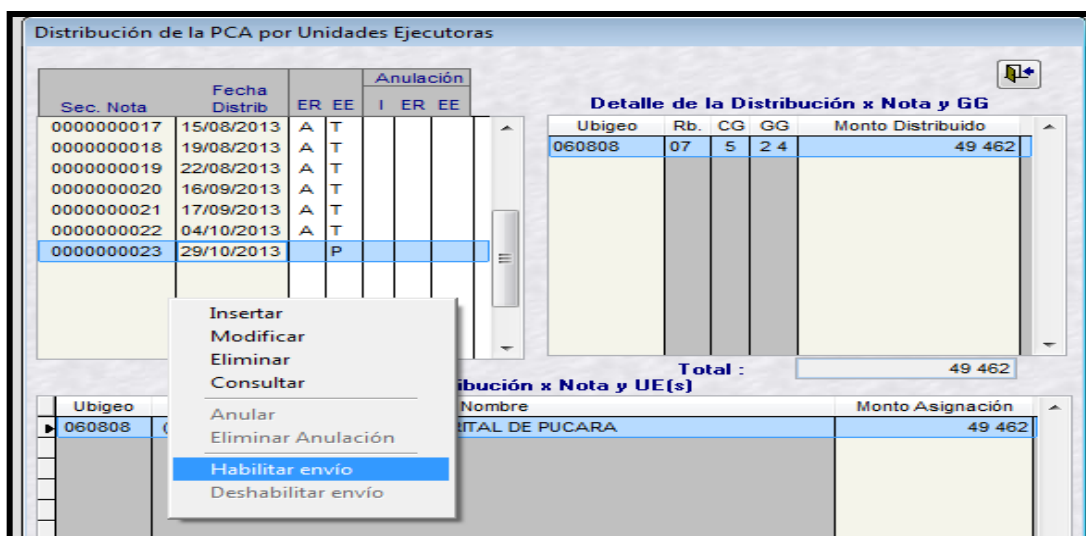 Distribución de la PCA por Unidades Ejecutoras
Anulación
Sec. Nota Fecha Distrib ER EE I ER EE
0000000017 15/08/2013 A T
0000000018 19/08/2013 A T
0000000019 22/08/2013 A T
0000000020 16/09/2013 A T
0000000021 17/09/2013 A T
0000000022 04/10/2013 A T
0000000023 29/10/2013 P
Detalle de la Distribución x Nota y GG
Ubigeo Rb. CG GG Monto Distribuido
060808 07 5 2 4 49 462
Total : 49 462
Insertar
Modificar
Eliminar
Consultar
Anular
Eliminar Anulación
Habilitar envío
Deshabilitar envío
x Nota y UE(s)
Ubigeo Nombre Monto Asignación
060808 DE PUCARA 49 462